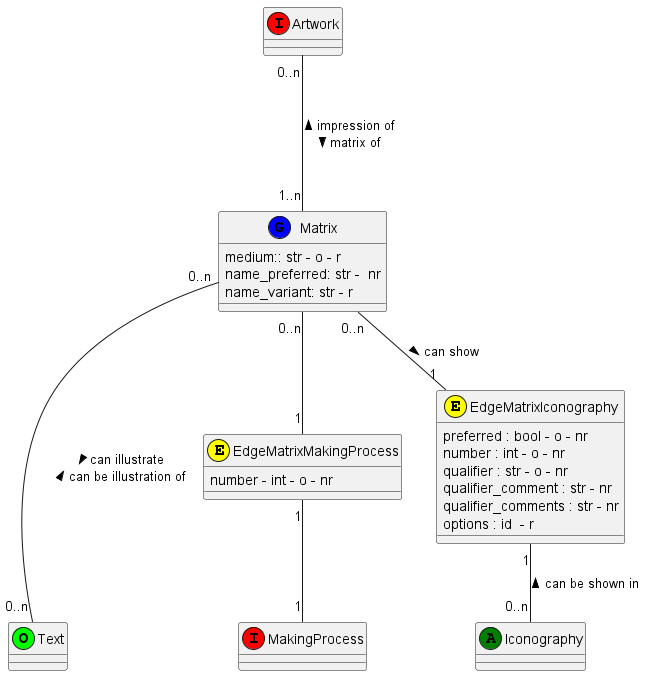 I Artwork
0..n
▲ impression of
▼ matrix of
1..n
G Matrix
medium:: str - o - r
name_preferred: str -  nr
name_variant: str - r
0..n
0..n
0..n
can show
1
1
E EdgeMatrixMakingProcess
number - int - o - nr
E EdgeMatrixIconography
preferred : bool - o - nr
number : int - o - nr
qualifier : str - o - nr
qualifier_comment : str - nr
qualifier_comments : str - nr
options : id  - r
can illustrate
can be illustration of
1
1
1
▲ can be shown in
0..n
0..n
O Text
I MakingProcess
A Iconography